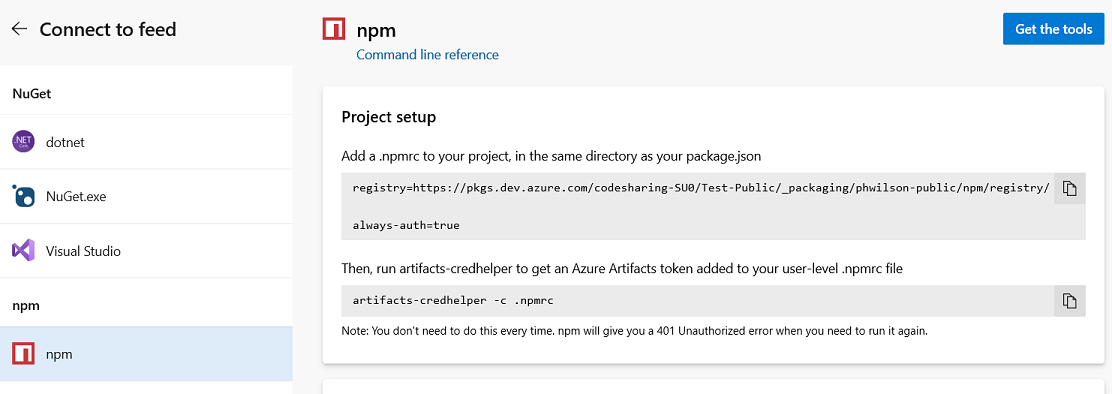 Connect to feed
NuGet
.NET
Core
dotnet
NuGet.exe
Visual Studio
npm
npm
npm
Command line reference
Get the tools
Project setup
Add a .npmrc to your project, in the same directory as your package.json
registry=https://pkgs.dev.azure.com/codesharing-SU0/Test-Public/_packaging/phwilson-public/npm/registry/
always-auth=true
Then, run artifacts-credhelper to get an Azure Artifacts token added to your user-level .npmrc file
artifacts-credhelper -c .npmrc
Note: You don't need to do this every time. npm will give you a 401 Unauthorized error when you need to run it again.